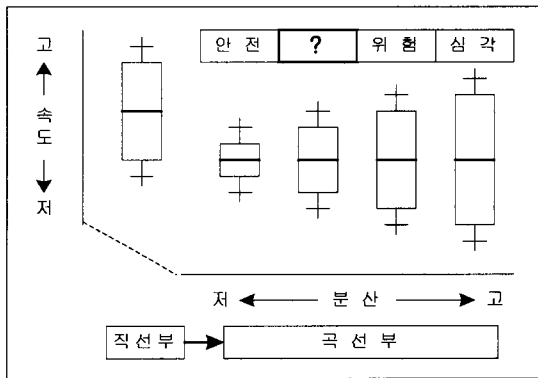 고
속도
저
안전 ? 위험 심각
저 분산 고
직선부 곡선부